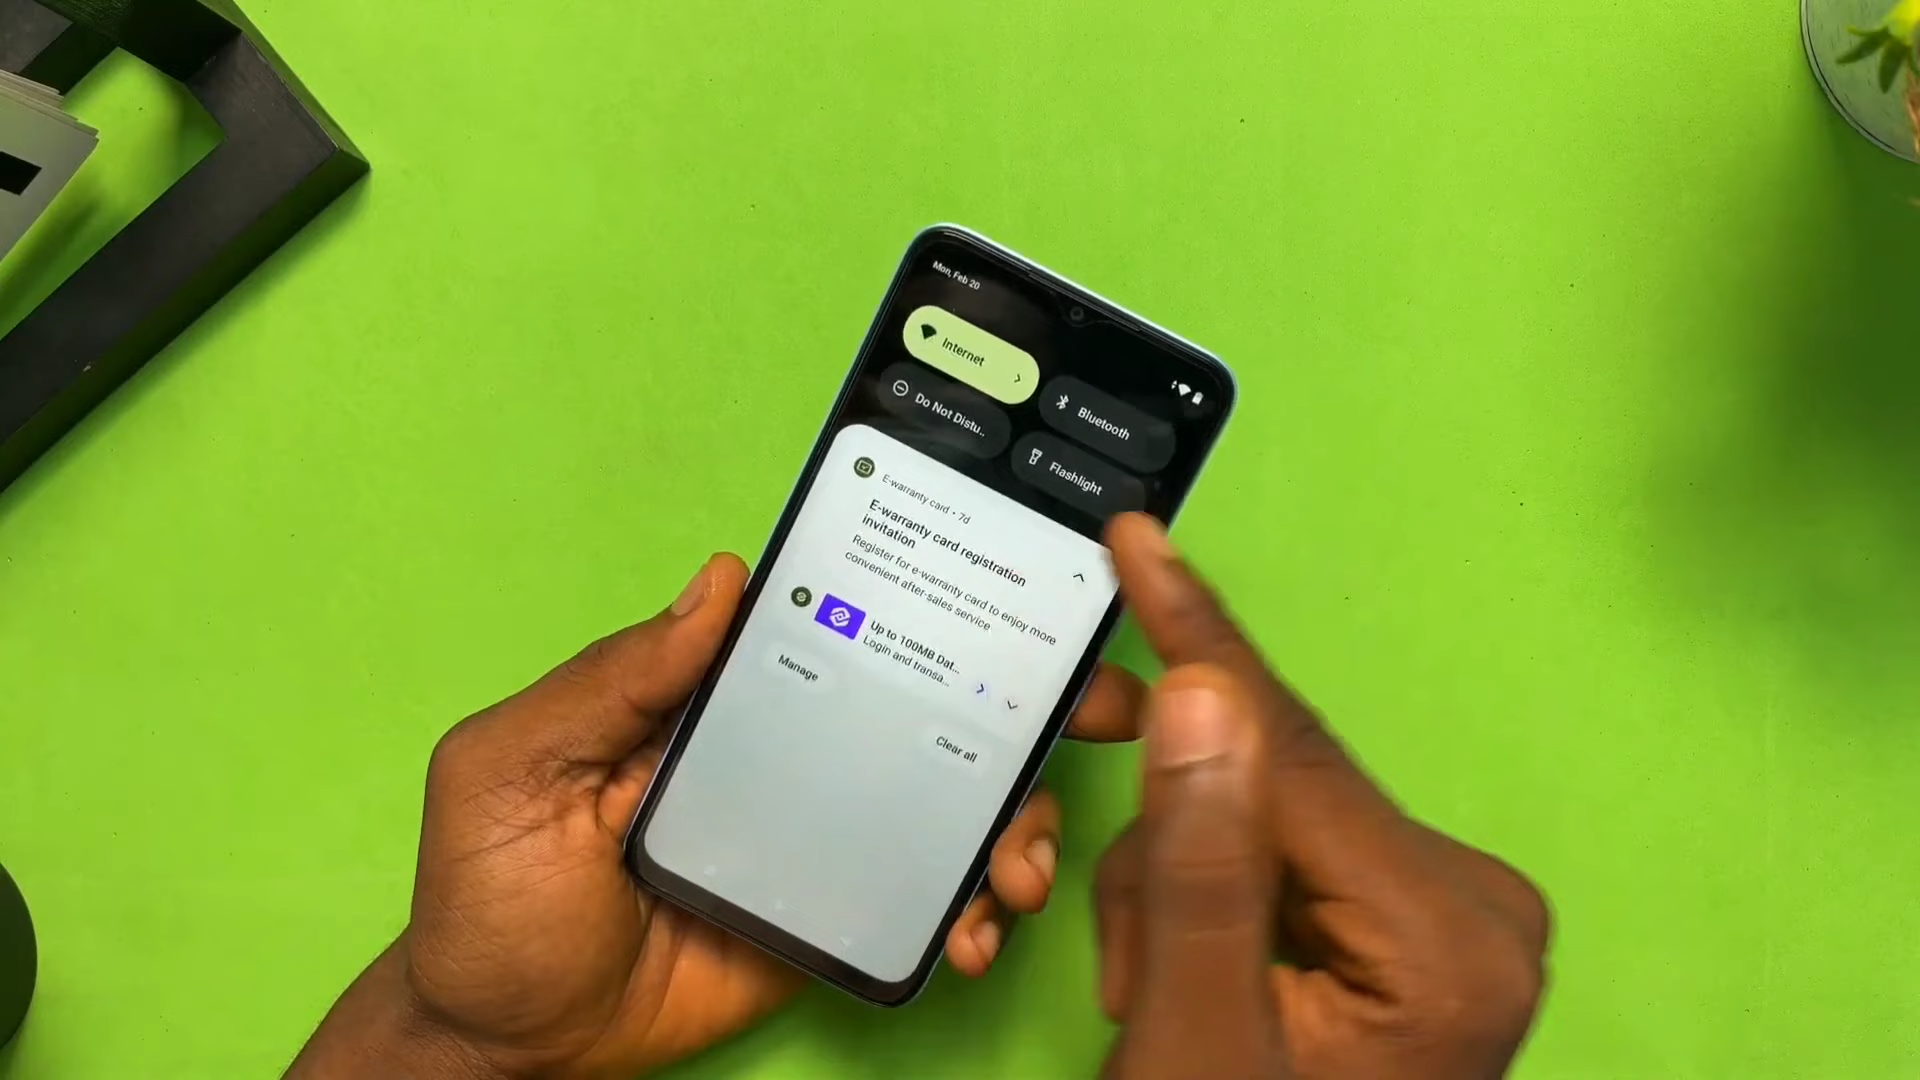 Mon, Feb 20
Internet
Bluetooth
Do Not Distu..
Flashlight
E-warranty card • 7d
E-warranty card registration
invitation
Register for e-warranty card to enjoy more
convenient after-sales service
Up to 100MB Dat...
Login and transa...
Manage
Clear all